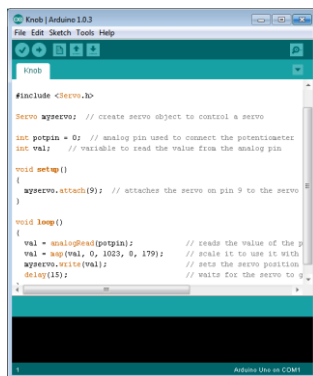 Knob | Arduino 1.0.3
File Edit Sketch Tools Help
Knob
#include <Servo.h>
Servo myservo;  // create servo object to control a servo
int potpin = 0;  // analog pin used to connect the potentiometer
int val;    // variable to read the value from the analog pin
void setup()
{
  myservo.attach(9);  // attaches the servo on pin 9 to the servo
}
void loop()
{
  val = analogRead(potpin);            // reads the value of the p
  val = map(val, 0, 1023, 0, 179);     // scale it to use it with
  myservo.write(val);                  // sets the servo position
  delay(15);                           // waits for the servo to g
1
Arduino Uno on COM1